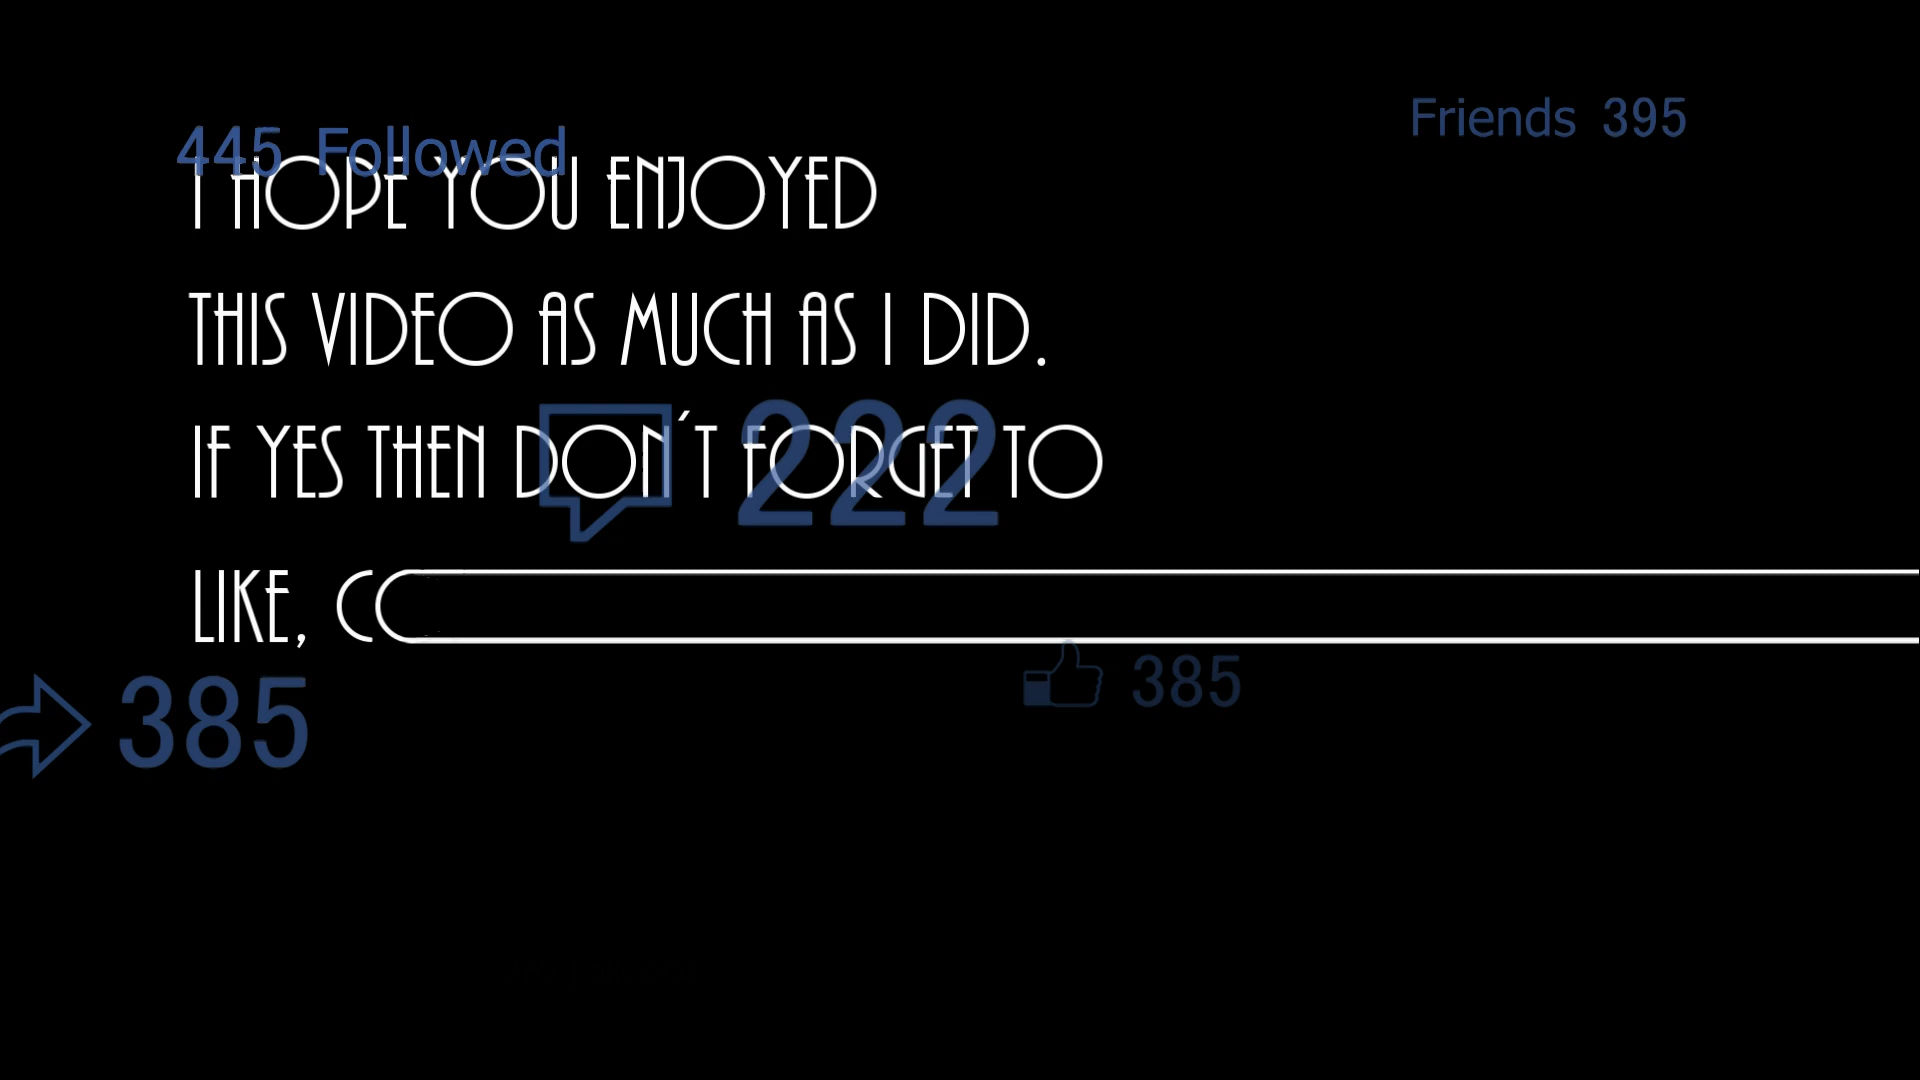 445 Followed
Friends 395
I HOPE YOU ENJOYED
THIS VIDEO AS MUCH AS I DID.
222
IF YES THEN DON'T FORGET TO
LIKE, CO
385
385